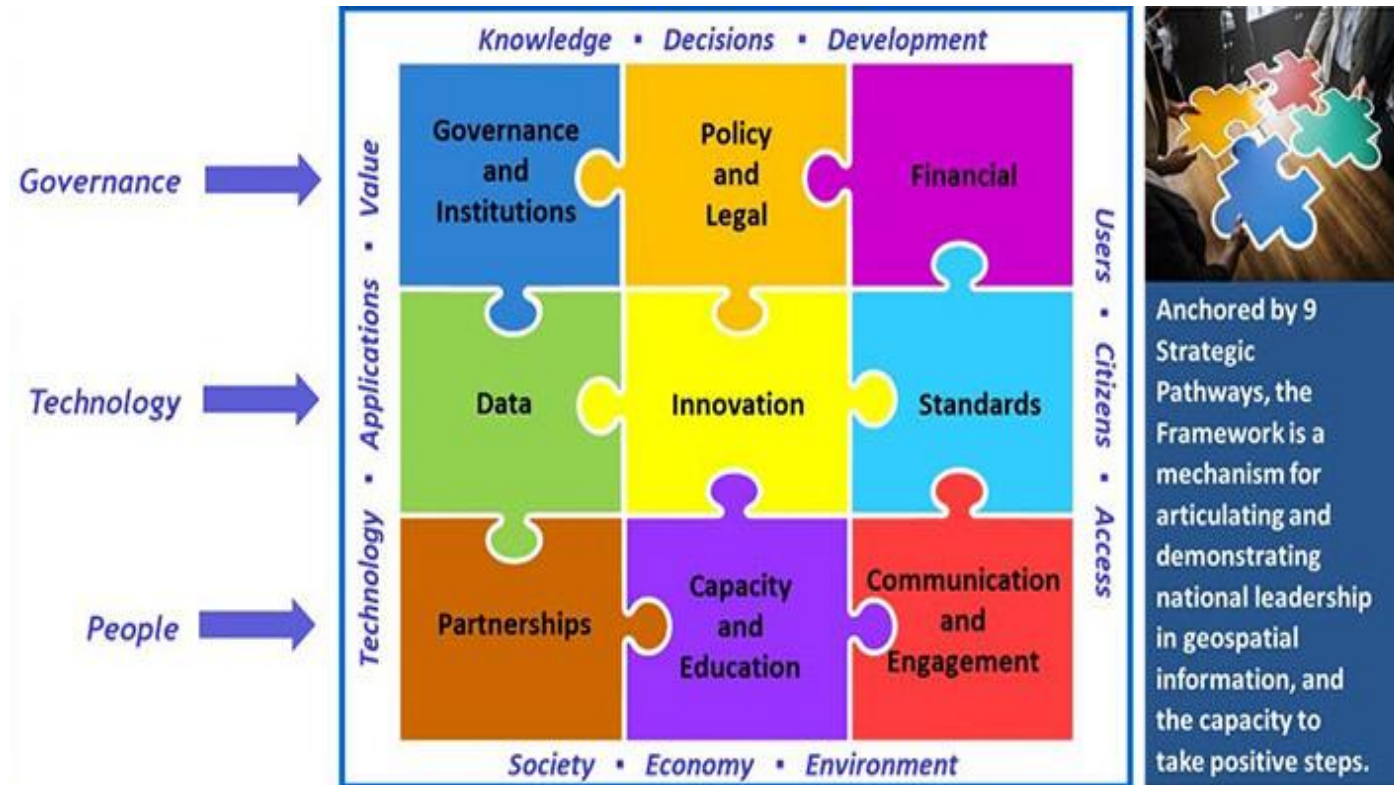 Knowledge ▪ Decisions ▪ Development
Governance
Technology
People
Technology ▪ Applications ▪ Value
Governance
and
Institutions
Policy
and
Legal
Financial
Data
Innovation
Standards
Partnerships
Capacity
and
Education
Communication
and
Engagement
Users ▪ Citizens ▪ Access
Society ▪ Economy ▪ Environment
Anchored by 9
Strategic
Pathways, the
Framework is a
mechanism for
articulating and
demonstrating
national leadership
in geospatial
information, and
the capacity to
take positive steps.